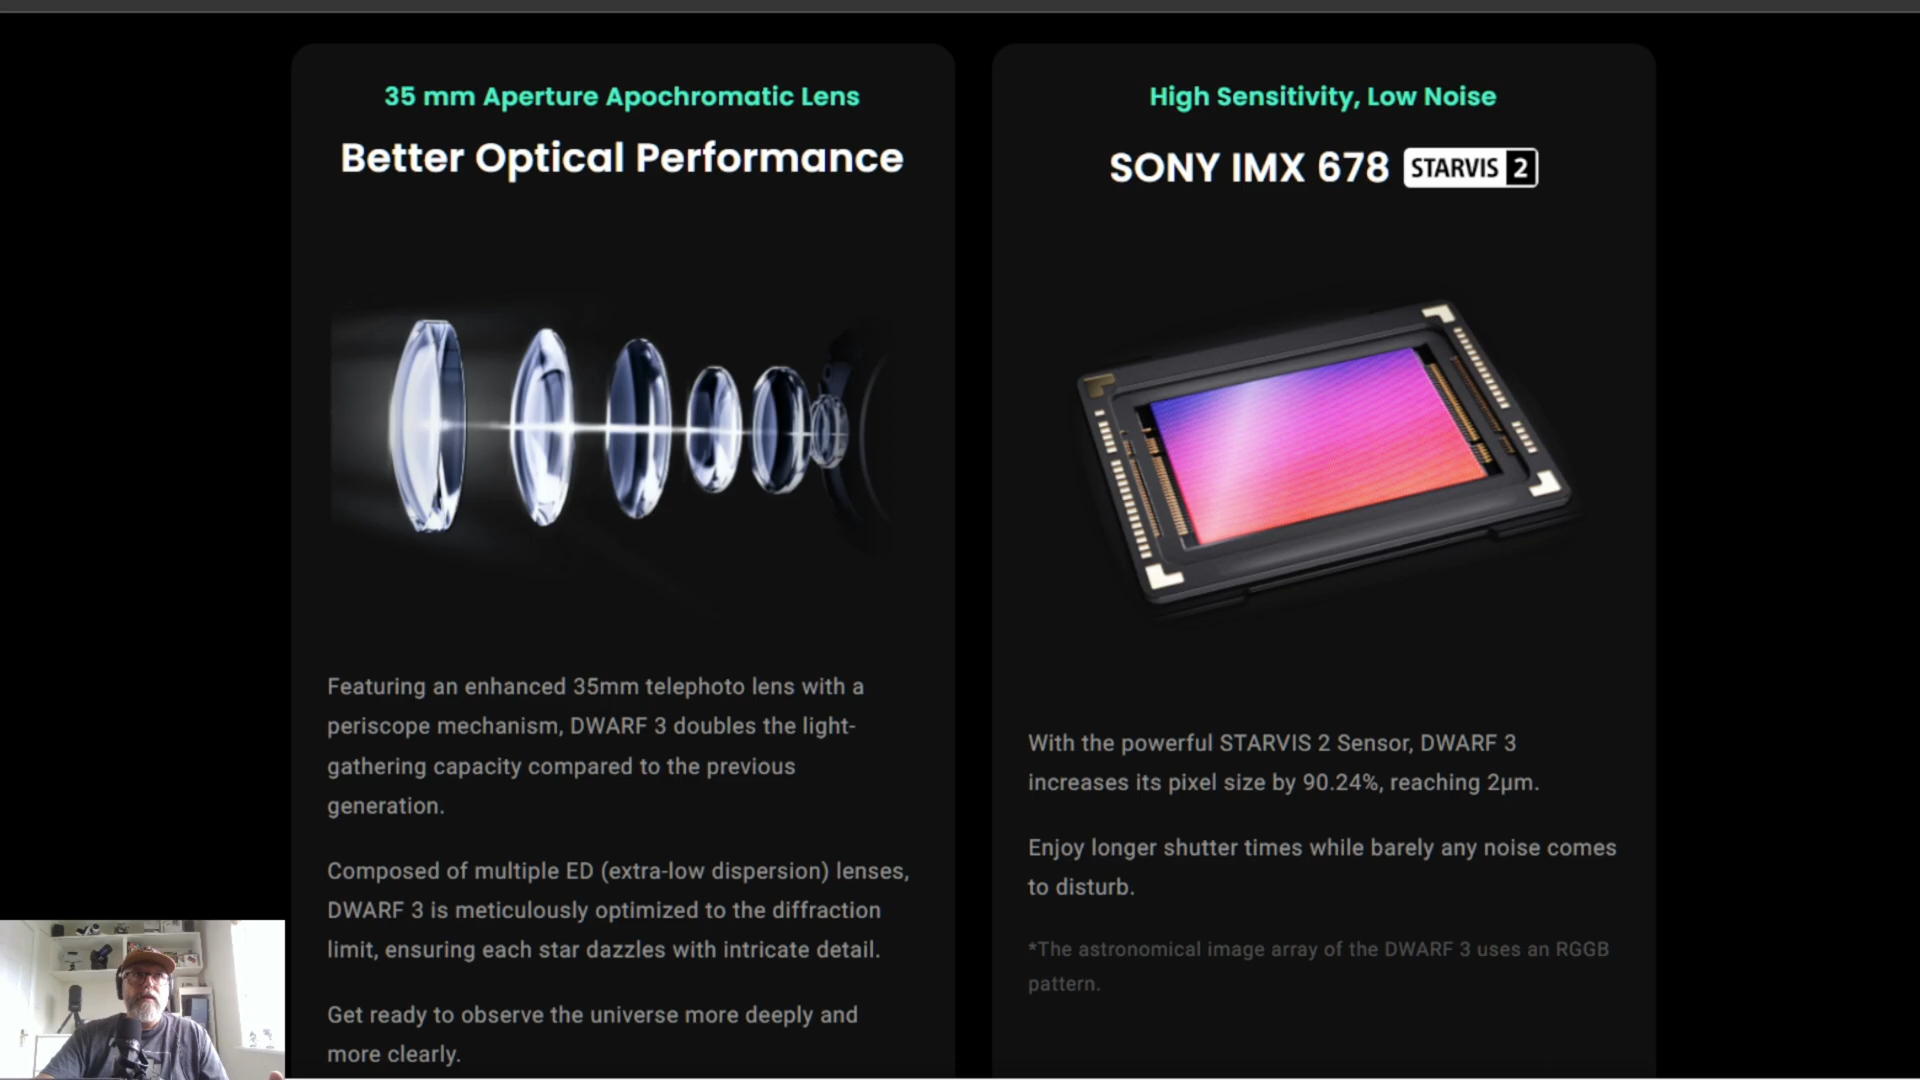 35 mm Aperture Apochromatic Lens
Better Optical Performance
Featuring an enhanced 35mm telephoto lens with a
periscope mechanism, DWARF 3 doubles the light-
gathering capacity compared to the previous
generation.
Composed of multiple ED (extra-low dispersion) lenses,
DWARF 3 is meticulously optimized to the diffraction
limit, ensuring each star dazzles with intricate detail.
Get ready to observe the universe more deeply and
more clearly.
High Sensitivity, Low Noise
SONY IMX 678 STARVIS 2
With the powerful STARVIS 2 Sensor, DWARF 3
increases its pixel size by 90.24%, reaching 2μm.
Enjoy longer shutter times while barely any noise comes
to disturb.
*The astronomical image array of the DWARF 3 uses an RGGB
pattern.